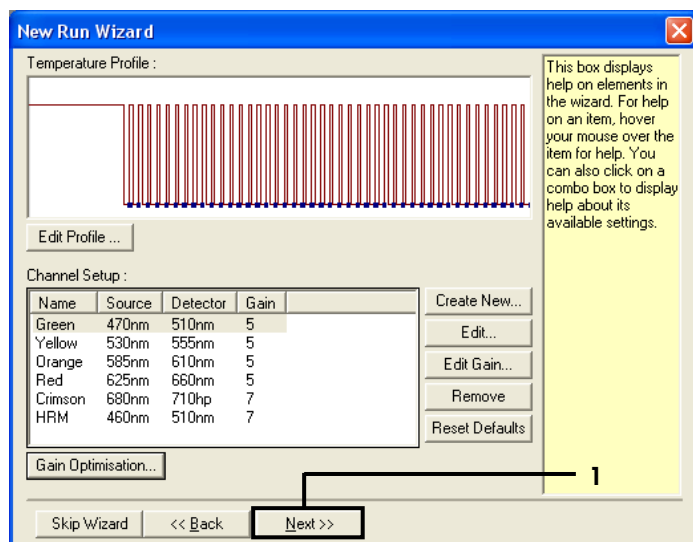 New Run Wizard
Temperature Profile :
Edit Profile ...
Channel Setup :
Name Source Detector Gain
Green 470nm 510nm 5
Yellow 530nm 555nm 5
Orange 585nm 610nm 5
Red 625nm 660nm 5
Crimson 680nm 710hp 7
HRM 460nm 510nm 7
Create New...
Edit...
Edit Gain...
Remove
Reset Defaults
Gain Optimisation...
This box displays
help on elements in
the wizard. For help
on an item, hover
your mouse over the
item for help. You
can also click on a
combo box to display
help about its
available settings.
1
Skip Wizard << Back Next >>